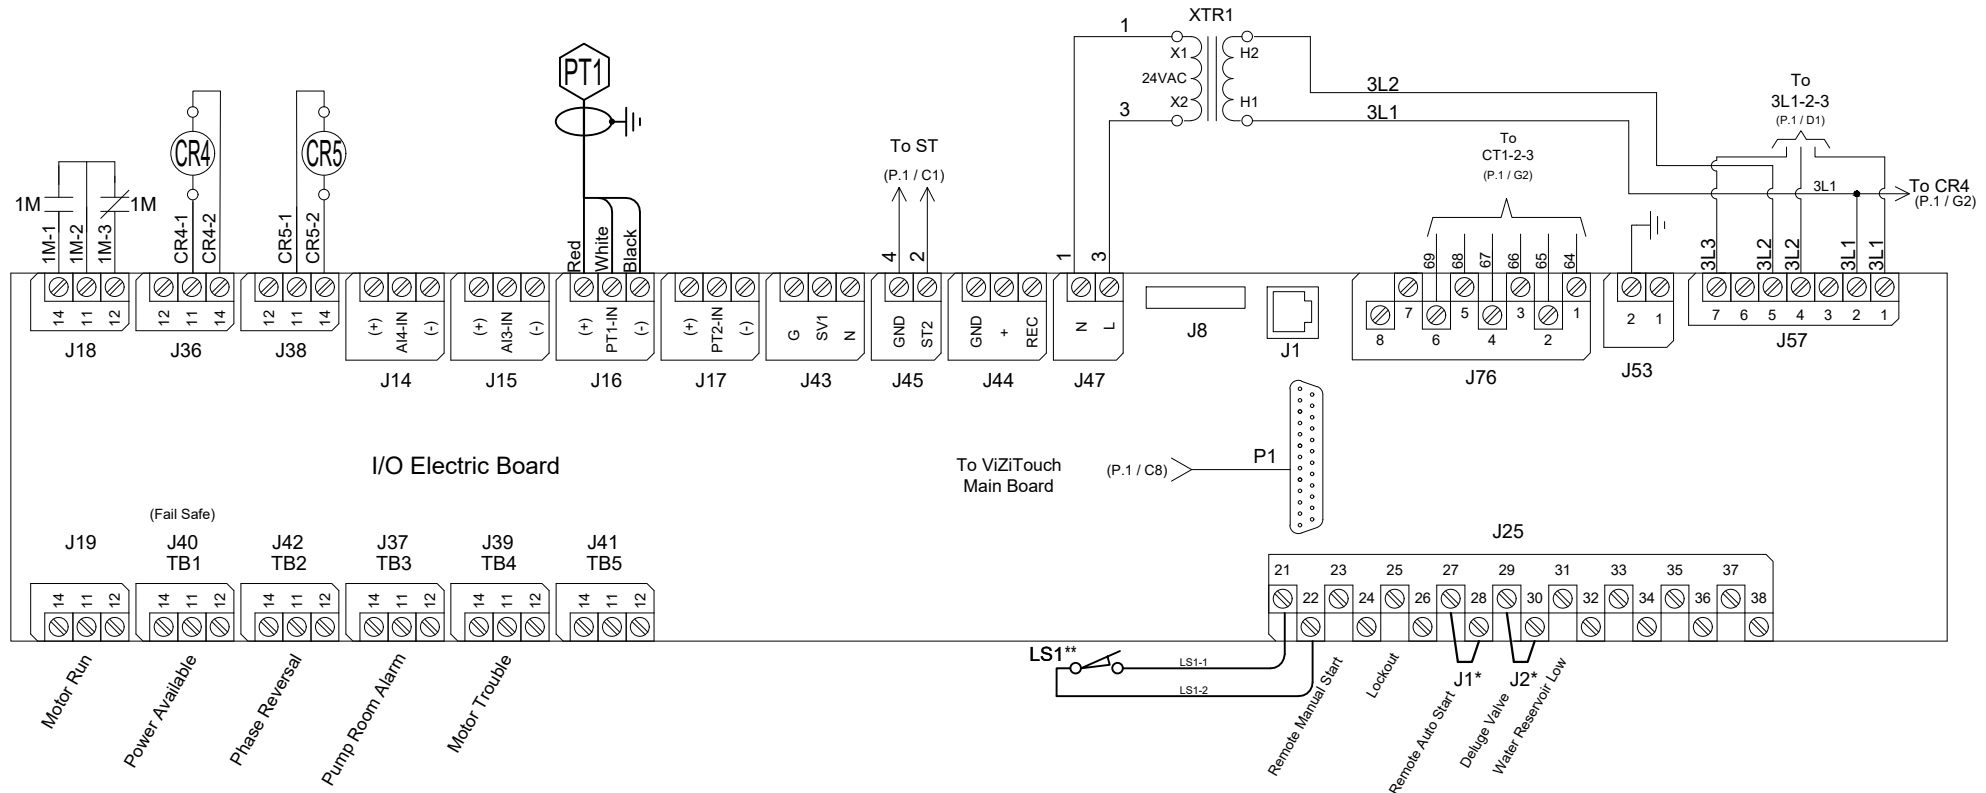 XTR1
1
X1
H2
24VAC
X2
H1
3
3L2
3L1
To
3L1-2-3
(P.1 / D1)
PT1
CR4
CR5
To ST
(P.1 / C1)
To
CT1-2-3
(P.1 / G2)
3L1
To CR4
(P.1 / G2)
1M
1M
1M-1
1M-2
1M-3
CR4-1
CR4-2
CR5-1
CR5-2
Red
White
Black
4
2
1
3
69
68
67
66
65
64
3L3
3L2
3L2
3L1
3L1
14
11
12
J18
12
11
14
J36
12
11
14
J38
(+)
AI4-IN
(-)
J14
(+)
AI3-IN
(-)
J15
(+)
PT1-IN
(-)
J16
(+)
PT2-IN
(-)
J17
G
SV1
N
J43
GND
ST2
J45
GND
+
REC
J44
N
L
J47
J8
J1
8
7
6
5
4
3
2
1
J76
2
1
J53
7
6
5
4
3
2
1
J57
I/O Electric Board
To ViZiTouch
Main Board
(P.1 / C8)
P1
J19
14
11
12
Motor Run
(Fail Safe)
J40
TB1
14
11
12
Power Available
J42
TB2
14
11
12
Phase Reversal
J37
TB3
14
11
12
Pump Room Alarm
J39
TB4
14
11
12
Motor Trouble
J41
TB5
14
11
12
J25
21
22
23
24
25
26
27
28
29
30
31
32
33
34
35
36
37
38
LS1**
LS1-1
LS1-2
J1*
J2*
Remote Manual Start
Lockout
Remote Auto Start
Deluge Valve
Water Reservoir Low